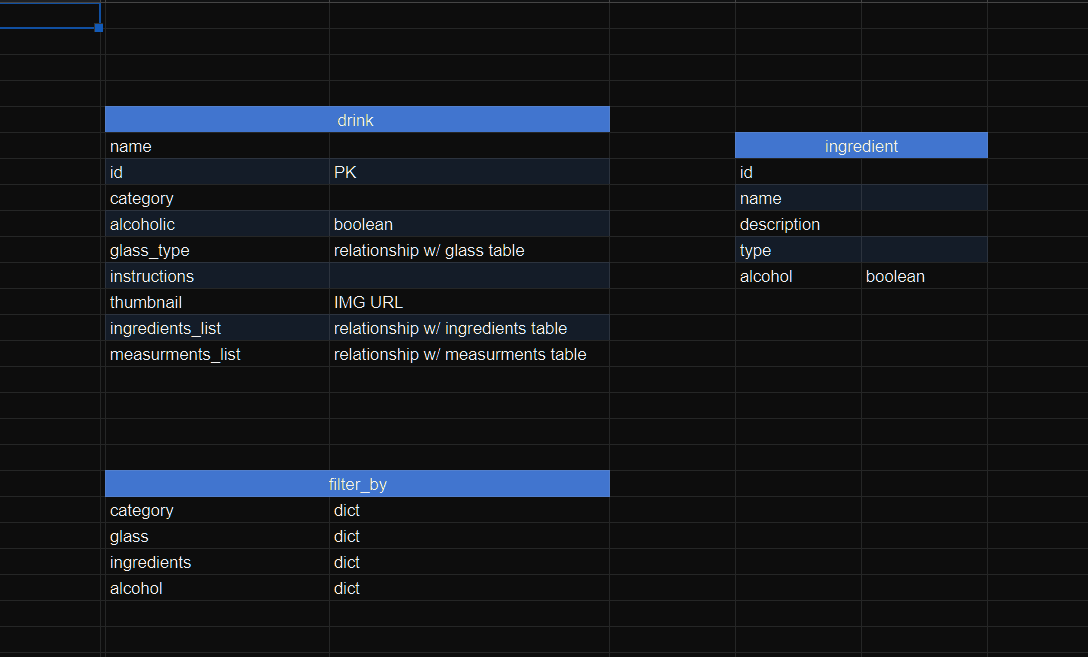 drink
name
id PK
category
alcoholic boolean
glass_type relationship w/ glass table
instructions
thumbnail IMG URL
ingredients_list relationship w/ ingredients table
measurments_list relationship w/ measurments table
ingredient
id
name
description
type
alcohol boolean
filter_by
category dict
glass dict
ingredients dict
alcohol dict